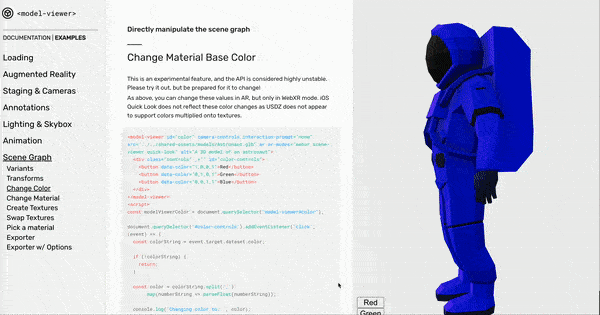 <model-viewer>
DOCUMENTATION | EXAMPLES
Loading
Augmented Reality
Staging & Cameras
Annotations
Lighting & Skybox
Animation
Scene Graph
Variants
Transforms
Change Color
Change Material
Create Textures
Swap Textures
Pick a material
Exporter
Exporter w/ Options
Directly manipulate the scene graph
Change Material Base Color
This is an experimental feature, and the API is considered highly unstable.
Please try it out, but be prepared for it to change!
As above, you can change these values in AR, but only in WebXR mode. iOS
Quick Look does not reflect these color changes as USDZ does not appear
to support colors multiplied onto textures.
<model-viewer id="color" camera-controls interaction-prompt="none"
src="../../shared-assets/models/Astronaut.glb" ar ar-modes="webxr scene-
viewer quick-look" alt="A 3D model of an astronaut">
<div class="controls" id="color-controls">
<button data-color="1,0,0,1">Red</button>
<button data-color="0,1,0,1">Green</button>
<button data-color="0,0,1,1">Blue</button>
</div>
</model-viewer>
<script>
const modelViewerColor = document.querySelector("model-viewer#color");
document.querySelector('#color-controls').addEventListener('click',
(event) => {
const colorString = event.target.dataset.color;
if (!colorString) {
return;
}
const color = colorString.split(',')
.map(numberString => parseFloat(numberString));
console.log('Changing color to: ', color);
Red
Green